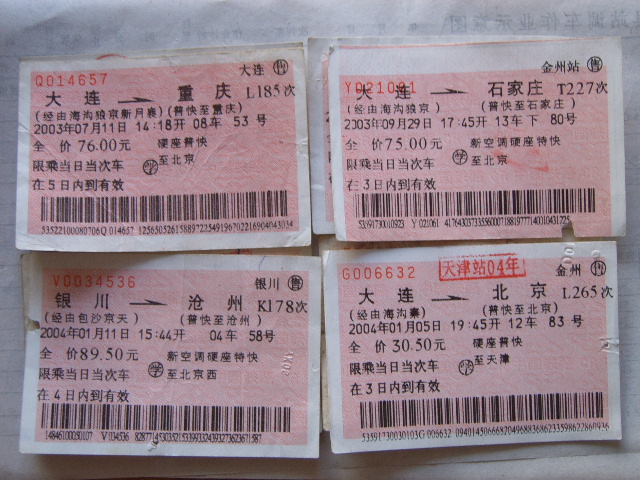 Q014657
大连 售
大连 → 重庆 L185次
(经由海沟狼京新月襄) (普快至重庆)
2003年07月11日 14:18开 08车 53号
全价76.00元 硬座普快
限乘当日当次车 学 至北京
在5日内到有效
Y021001
金州站 售
大连 → 石家庄 T227次
(经由海沟狼京) (普快至石家庄)
2003年09月29日 17:45开 13车下 80号
全价75.00元 新空调硬座特快
限乘当日当次车 学 至北京
在3日内到有效
V0034536
银川 售
银川 → 沧州 K178次
(经由包沙京天) (普快至沧州)
2004年01月11日 15:44开 04车 58号
全价89.50元 新空调硬座特快
限乘当日当次车 学 至北京西
在4日内到有效
G006632
天津站04年
金州 售
大连 → 北京 L265次
(经由海沟秦) (普快至北京)
2004年01月05日 19:45开 12车 83号
全价30.50元 硬座普快
限乘当日当次车 学 至天津
在3日内到有效